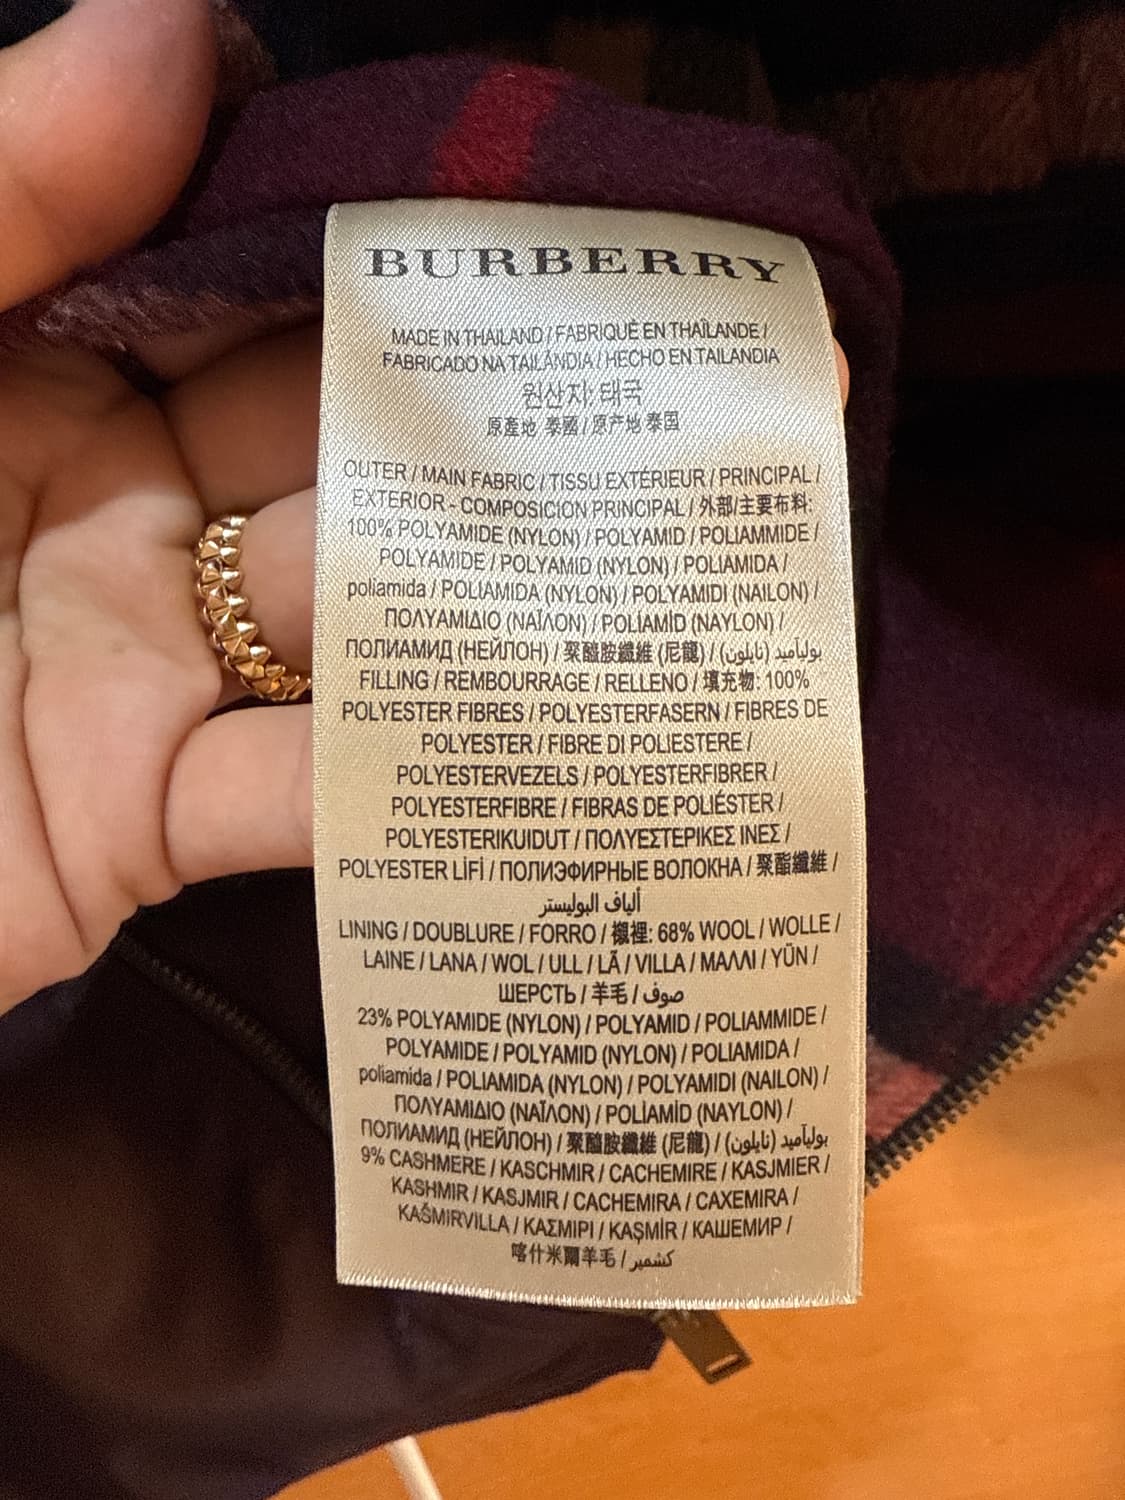 BURBERRY
MADE IN THAILAND / FABRIQUÉ EN THAÏLANDE /
FABRICADO NA TAILÂNDIA / HECHO EN TAILANDIA
원산지: 태국
原產地 泰國 / 原产地 泰国
OUTER / MAIN FABRIC / TISSU EXTÉRIEUR / PRINCIPAL /
EXTERIOR - COMPOSICION PRINCIPAL / 外部/主要布料:
100% POLYAMIDE (NYLON) / POLYAMID / POLIAMMIDE /
POLYAMIDE / POLYAMID (NYLON) / POLIAMIDA /
poliamida / POLIAMIDA (NYLON) / POLYAMIDI (NAILON) /
ΠΟΛΥΑΜΙΔΙΟ (ΝΑΪΛΟΝ) / POLİAMİD (NAYLON) /
ПОЛИАМИД (НЕЙЛОН) / 聚醯胺纖維 (尼龍) / بوليآميد (نايلون)
FILLING / REMBOURRAGE / RELLENO / 填充物: 100%
POLYESTER FIBRES / POLYESTERFASERN / FIBRES DE
POLYESTER / FIBRE DI POLIESTERE /
POLYESTERVEZELS / POLYESTERFIBRER /
POLYESTERFIBRE / FIBRAS DE POLIÉSTER /
POLYESTERIKUIDUT / ΠΟΛΥΕΣΤΕΡΙΚΕΣ ΙΝΕΣ /
POLYESTER LİFİ / ПОЛИЭФИРНЫЕ ВОЛОКНА / 聚酯纖維 /
ألياف البوليستر
LINING / DOUBLURE / FORRO / 襯裡: 68% WOOL / WOLLE /
LAINE / LANA / WOL / ULL / LÃ / VILLA / ΜΑΛΛΙ / YÜN /
ШЕРСТЬ / 羊毛 / صوف
23% POLYAMIDE (NYLON) / POLYAMID / POLIAMMIDE /
POLYAMIDE / POLYAMID (NYLON) / POLIAMIDA /
poliamida / POLIAMIDA (NYLON) / POLYAMIDI (NAILON) /
ΠΟΛΥΑΜΙΔΙΟ (ΝΑΪΛΟΝ) / POLİAMİD (NAYLON) /
ПОЛИАМИД (НЕЙЛОН) / 聚醯胺纖維 (尼龍) / بوليآميد (نايلون)
9% CASHMERE / KASCHMIR / CACHEMIRE / KASJMIER /
KASHMIR / KASJMIR / CACHEMIRA / CAXEMIRA /
KAŠMIRVILLA / ΚΑΣΜΙΡΙ / KAŞMİR / КАШЕМИР /
喀什米爾羊毛 / كشمير